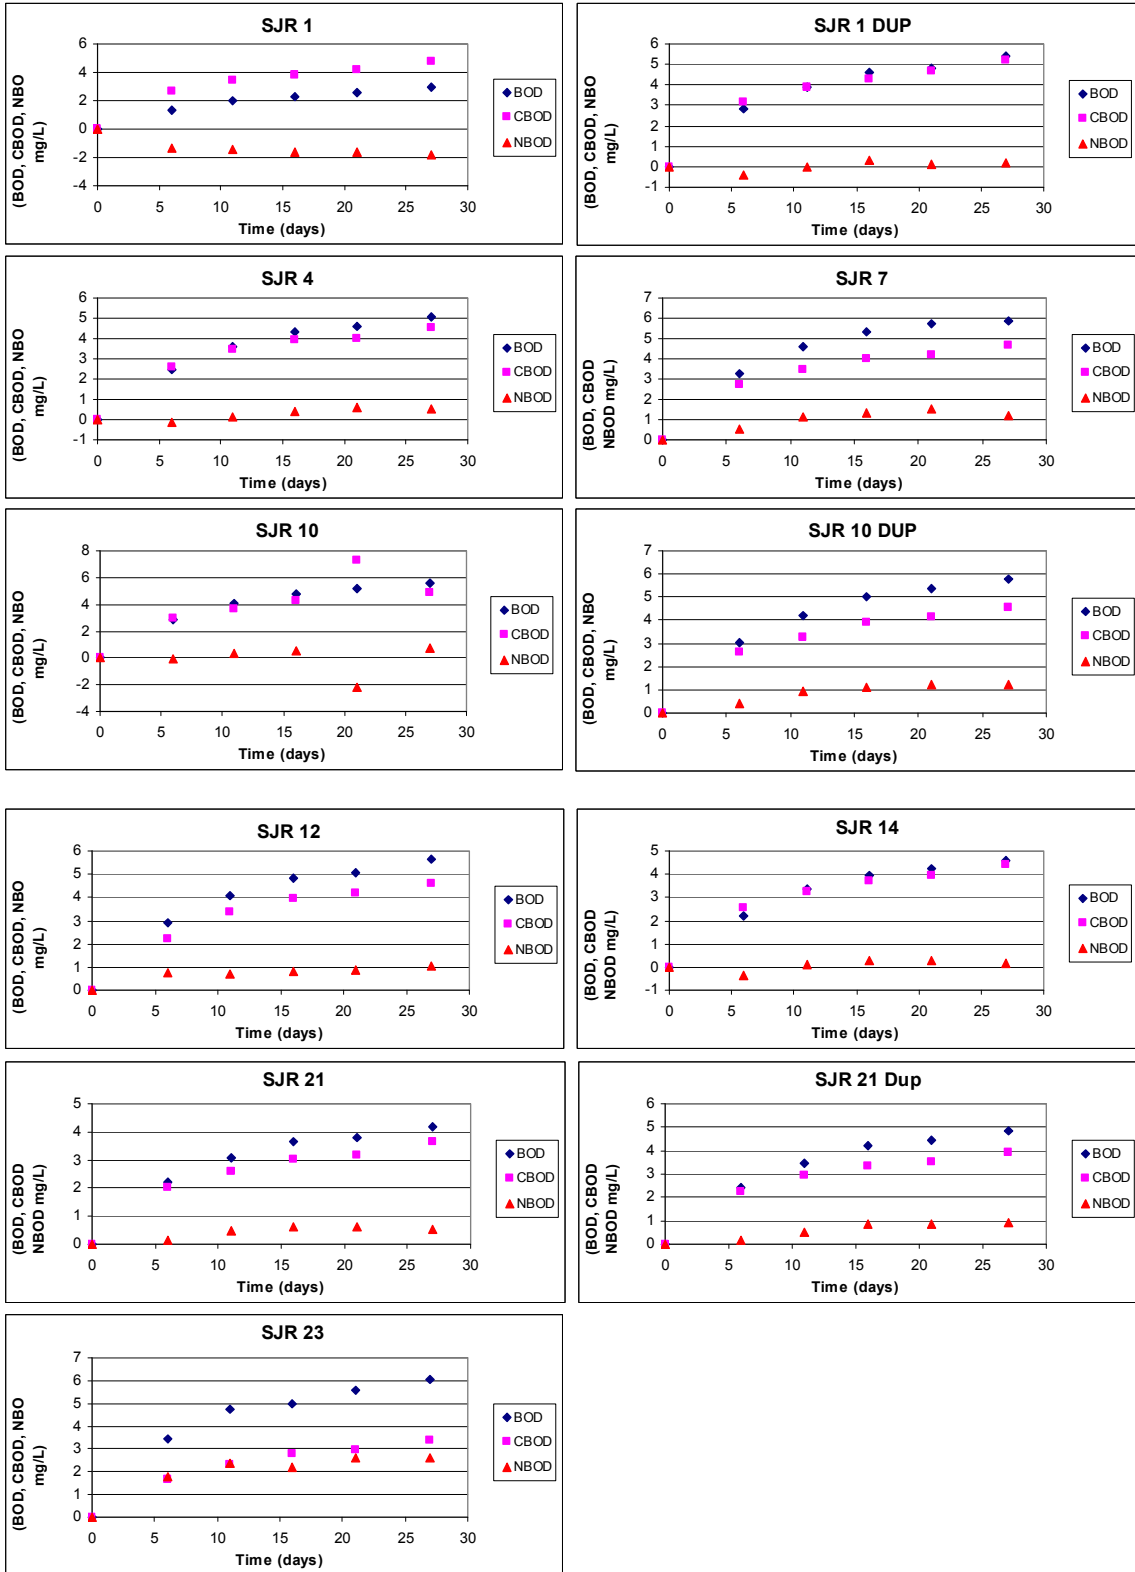 SJR 1
(BOD, CBOD, NBO
mg/L)
6
4
2
0
-2
-4
0 5 10 15 20 25 30
Time (days)
BOD
CBOD
NBOD
SJR 1 DUP
(BOD, CBOD, NBO
mg/L)
6
5
4
3
2
1
0
-1
0 5 10 15 20 25 30
Time (days)
BOD
CBOD
NBOD
SJR 4
(BOD, CBOD, NBO
mg/L)
6
5
4
3
2
1
0
-1
0 5 10 15 20 25 30
Time (days)
BOD
CBOD
NBOD
SJR 7
(BOD, CBOD
NBOD mg/L)
7
6
5
4
3
2
1
0
0 5 10 15 20 25 30
Time (days)
BOD
CBOD
NBOD
SJR 10
(BOD, CBOD, NBO
mg/L)
8
6
4
2
0
-2
-4
0 5 10 15 20 25 30
Time (days)
BOD
CBOD
NBOD
SJR 10 DUP
(BOD, CBOD, NBO
mg/L)
7
6
5
4
3
2
1
0
0 5 10 15 20 25 30
Time (days)
BOD
CBOD
NBOD
SJR 12
(BOD, CBOD, NBO
mg/L)
6
5
4
3
2
1
0
0 5 10 15 20 25 30
Time (days)
BOD
CBOD
NBOD
SJR 14
(BOD, CBOD
NBOD mg/L)
5
4
3
2
1
0
-1
0 5 10 15 20 25 30
Time (days)
BOD
CBOD
NBOD
SJR 21
(BOD, CBOD
NBOD mg/L)
5
4
3
2
1
0
0 5 10 15 20 25 30
Time (days)
BOD
CBOD
NBOD
SJR 21 Dup
(BOD, CBOD
NBOD mg/L)
6
5
4
3
2
1
0
0 5 10 15 20 25 30
Time (days)
BOD
CBOD
NBOD
SJR 23
(BOD, CBOD, NBO
mg/L)
7
6
5
4
3
2
1
0
0 5 10 15 20 25 30
Time (days)
BOD
CBOD
NBOD